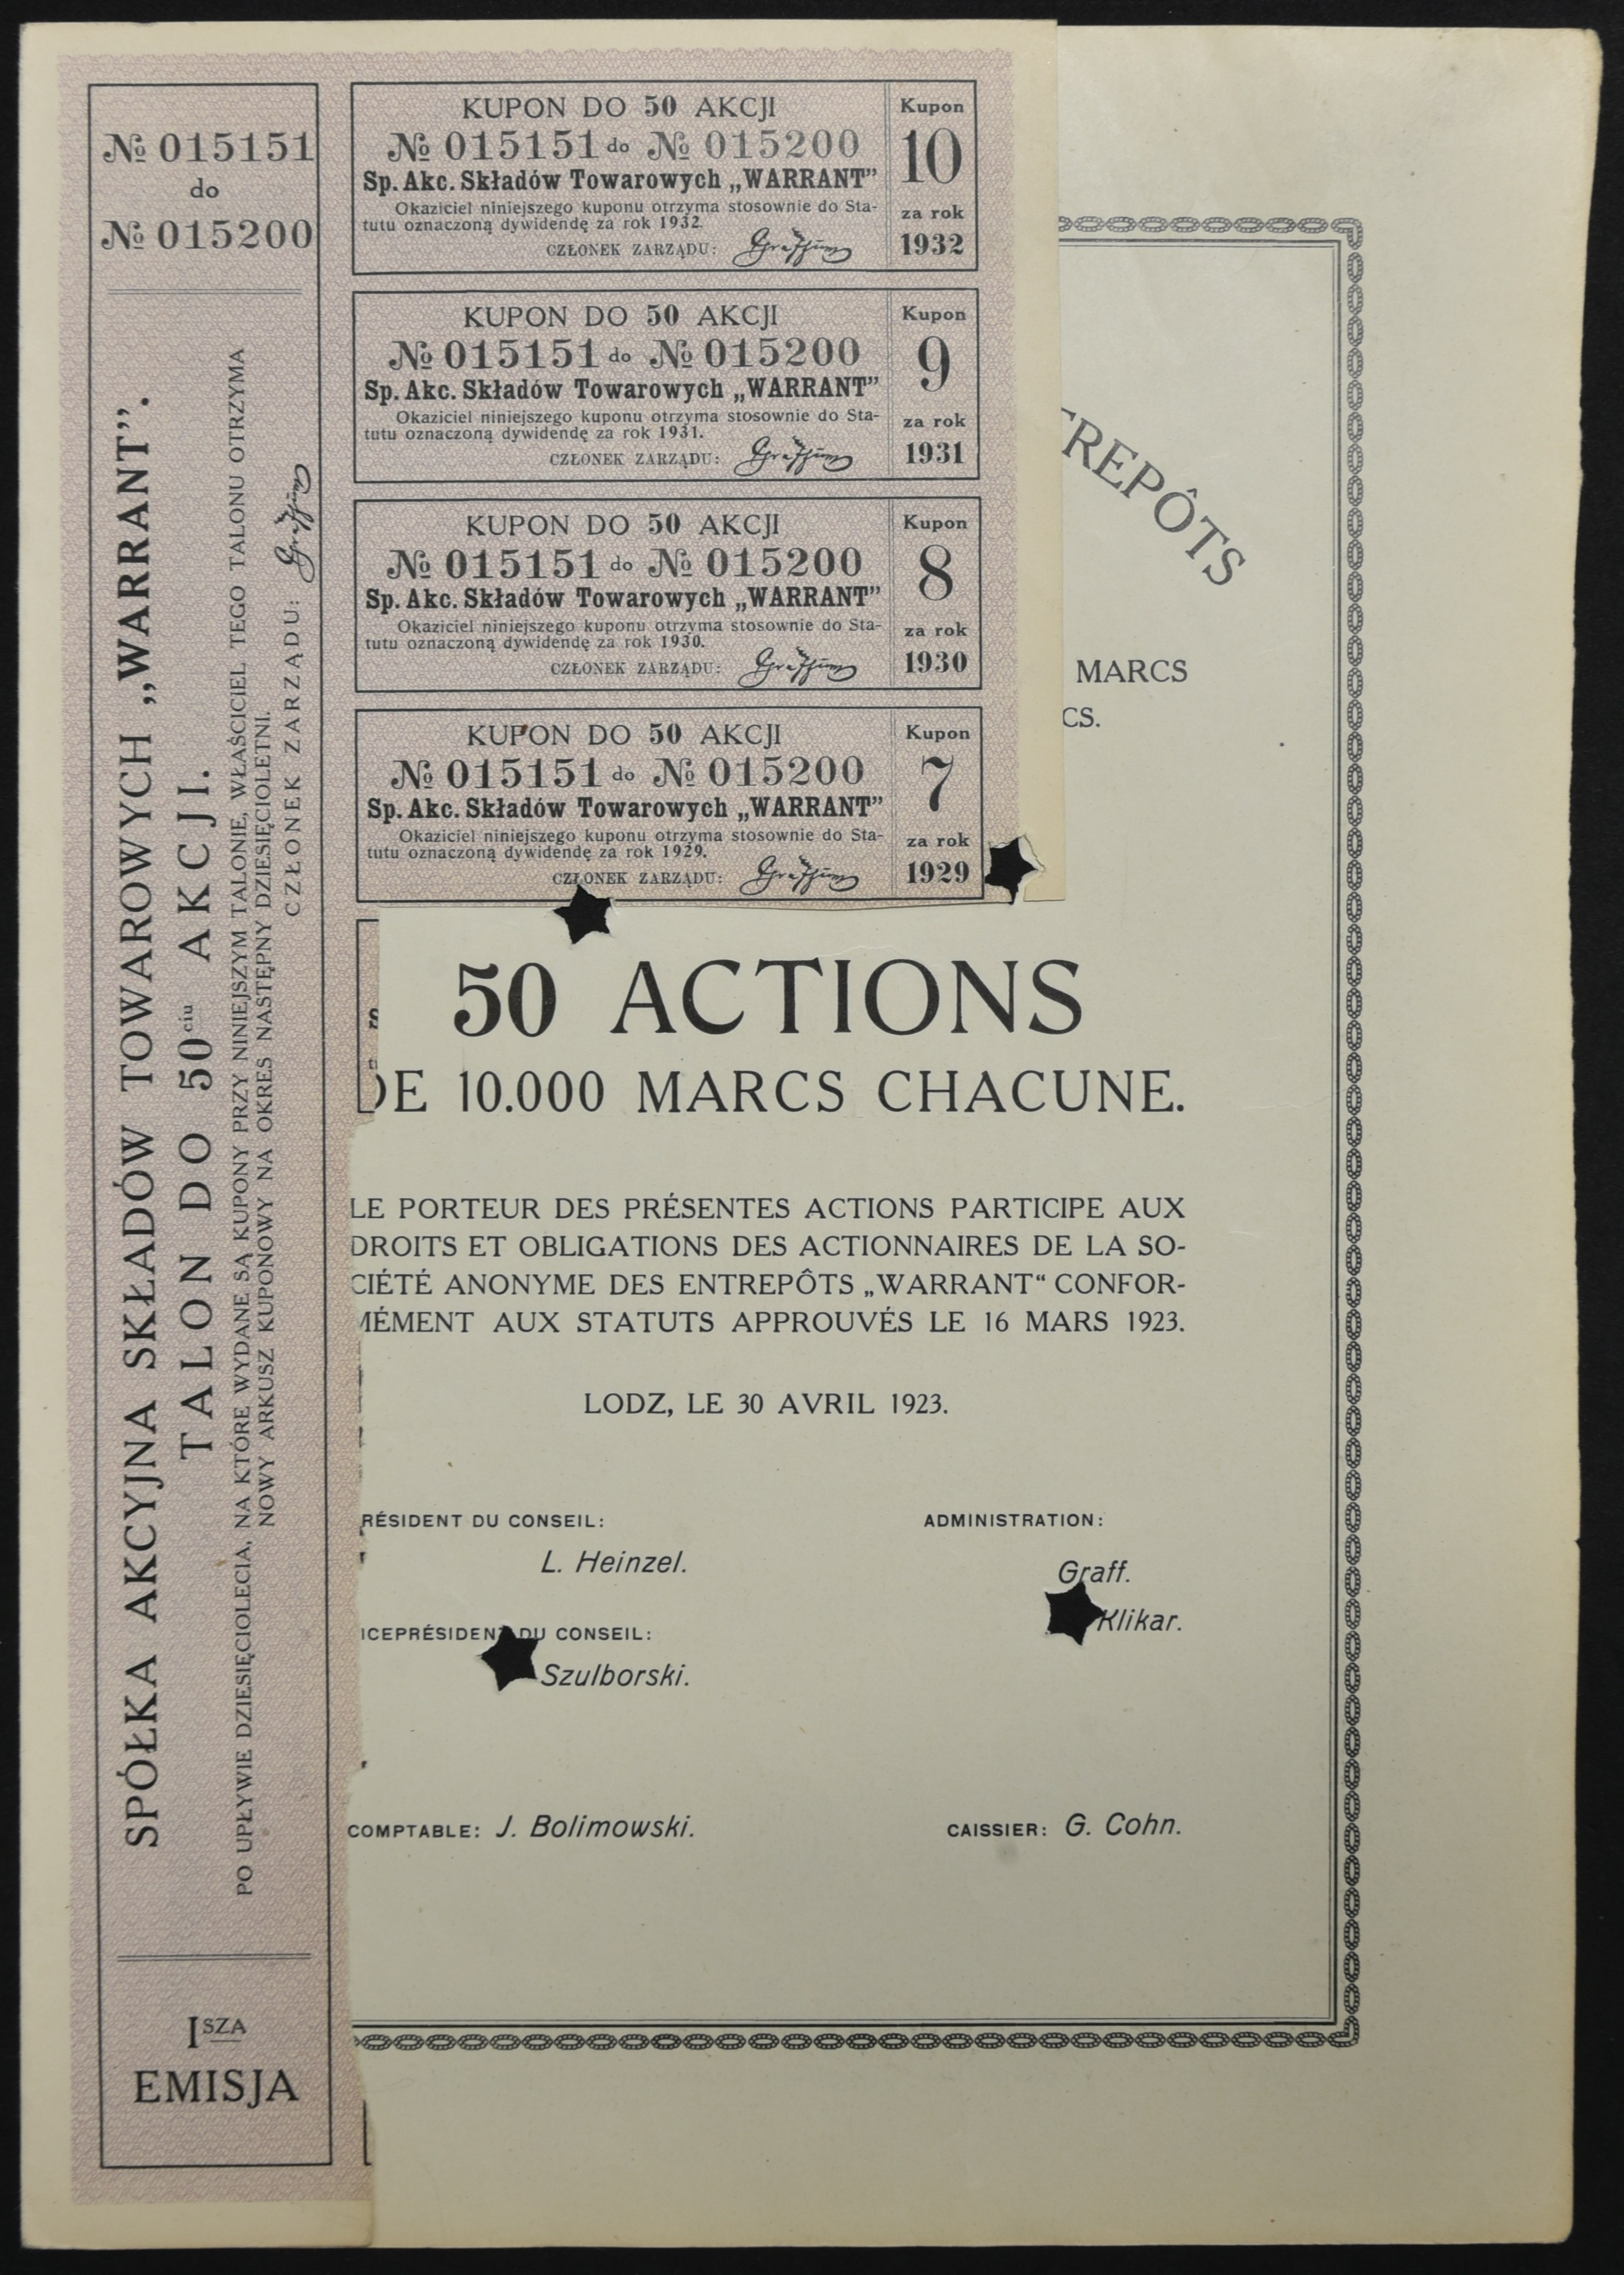 № 015151
do
№ 015200
SPÓŁKA AKCYJNA SKŁADÓW TOWAROWYCH „WARRANT”.
TALON DO 50ciu AKCJI.
PO UPŁYWIE DZIESIĘCIOLECIA, NA KTÓRE WYDANE SĄ KUPONY PRZY NINIEJSZYM TALONIE, WŁAŚCICIEL TEGO TALONU OTRZYMA
NOWY ARKUSZ KUPONOWY NA OKRES NASTĘPNY DZIESIĘCIOLETNI.
CZŁONEK ZARZĄDU:
ISZA
EMISJA
KUPON DO 50 AKCJI
№ 015151 do № 015200
Sp. Akc. Składów Towarowych „WARRANT”
Okaziciel niniejszego kuponu otrzyma stosownie do Sta-
tutu oznaczoną dywidendę za rok 1932.
CZŁONEK ZARZĄDU:
Kupon
10
za rok
1932
KUPON DO 50 AKCJI
№ 015151 do № 015200
Sp. Akc. Składów Towarowych „WARRANT”
Okaziciel niniejszego kuponu otrzyma stosownie do Sta-
tutu oznaczoną dywidendę za rok 1931.
CZŁONEK ZARZĄDU:
Kupon
9
za rok
1931
KUPON DO 50 AKCJI
№ 015151 do № 015200
Sp. Akc. Składów Towarowych „WARRANT”
Okaziciel niniejszego kuponu otrzyma stosownie do Sta-
tutu oznaczoną dywidendę za rok 1930.
CZŁONEK ZARZĄDU:
Kupon
8
za rok
1930
KUPON DO 50 AKCJI
№ 015151 do № 015200
Sp. Akc. Składów Towarowych „WARRANT”
Okaziciel niniejszego kuponu otrzyma stosownie do Sta-
tutu oznaczoną dywidendę za rok 1929.
CZŁONEK ZARZĄDU:
Kupon
7
za rok
1929
TREPÔTS
MARCS
CS.
50 ACTIONS
DE 10.000 MARCS CHACUNE.
LE PORTEUR DES PRÉSENTES ACTIONS PARTICIPE AUX
DROITS ET OBLIGATIONS DES ACTIONNAIRES DE LA SO-
CIÉTÉ ANONYME DES ENTREPÔTS „WARRANT“ CONFOR-
MÉMENT AUX STATUTS APPROUVÉS LE 16 MARS 1923.
LODZ, LE 30 AVRIL 1923.
RÉSIDENT DU CONSEIL:
L. Heinzel.
ICEPRÉSIDENT DU CONSEIL:
Szulborski.
ADMINISTRATION:
Graff.
Klikar.
COMPTABLE: J. Bolimowski.
CAISSIER: G. Cohn.